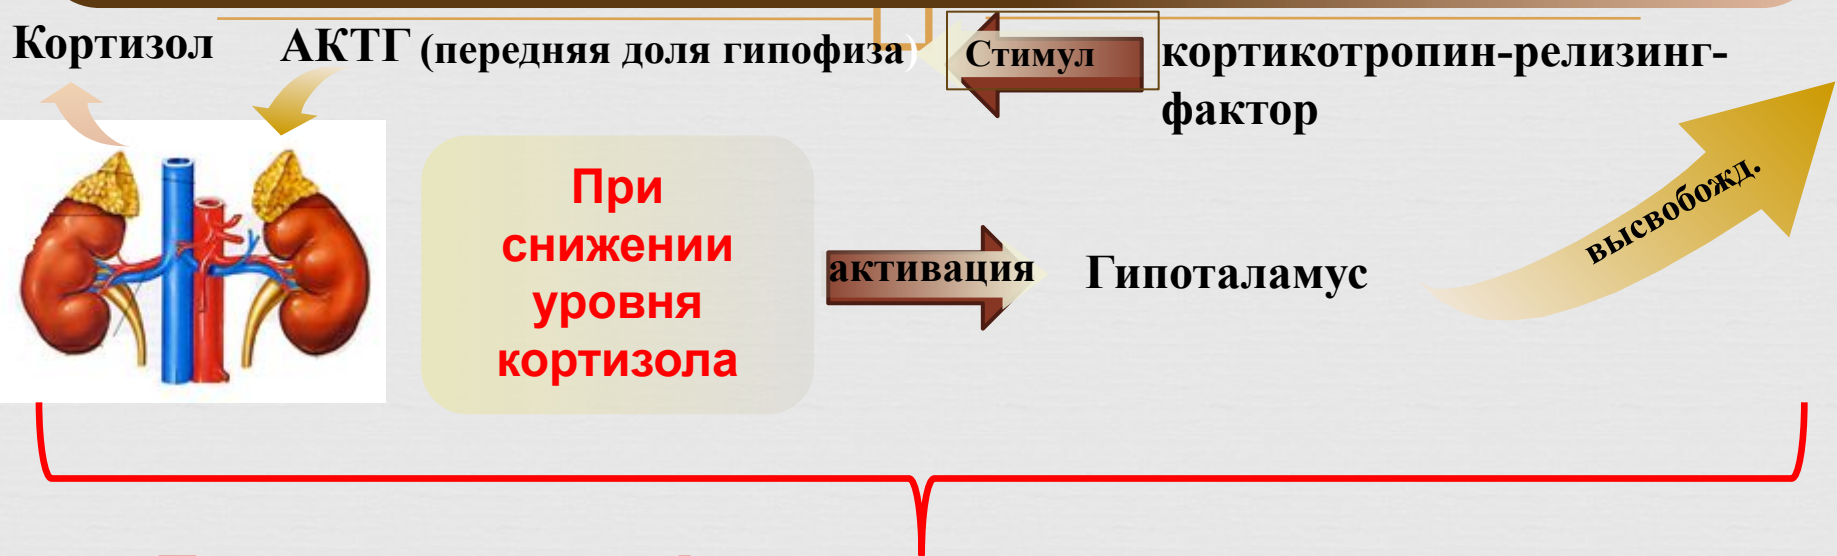 Кортизол
АКТГ (передняя доля гипофиза)
Стимул
кортикотропин-релизинг-
фактор
При
снижении
уровня
кортизола
активация
Гипоталамус
высвобожд.